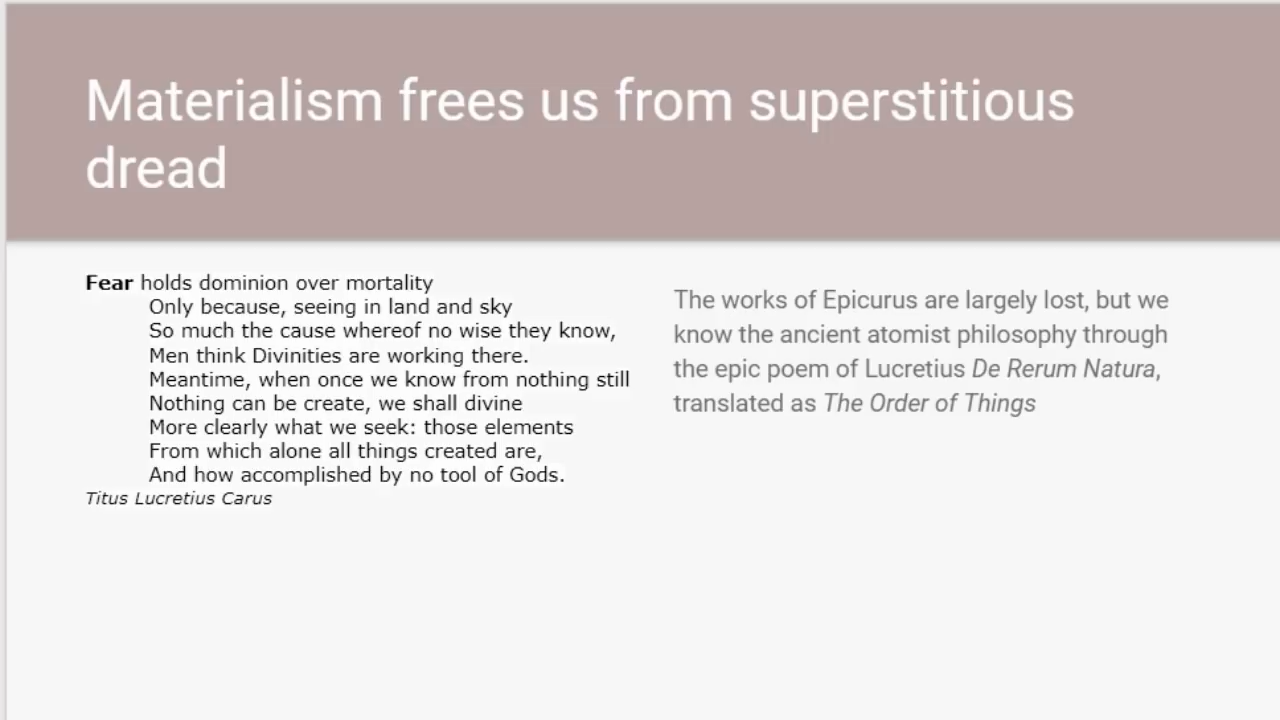 Materialism frees us from superstitious
dread
Fear holds dominion over mortality
Only because, seeing in land and sky
So much the cause whereof no wise they know,
Men think Divinities are working there.
Meantime, when once we know from nothing still
Nothing can be create, we shall divine
More clearly what we seek: those elements
From which alone all things created are,
And how accomplished by no tool of Gods.
Titus Lucretius Carus
The works of Epicurus are largely lost, but we
know the ancient atomist philosophy through
the epic poem of Lucretius De Rerum Natura,
translated as The Order of Things